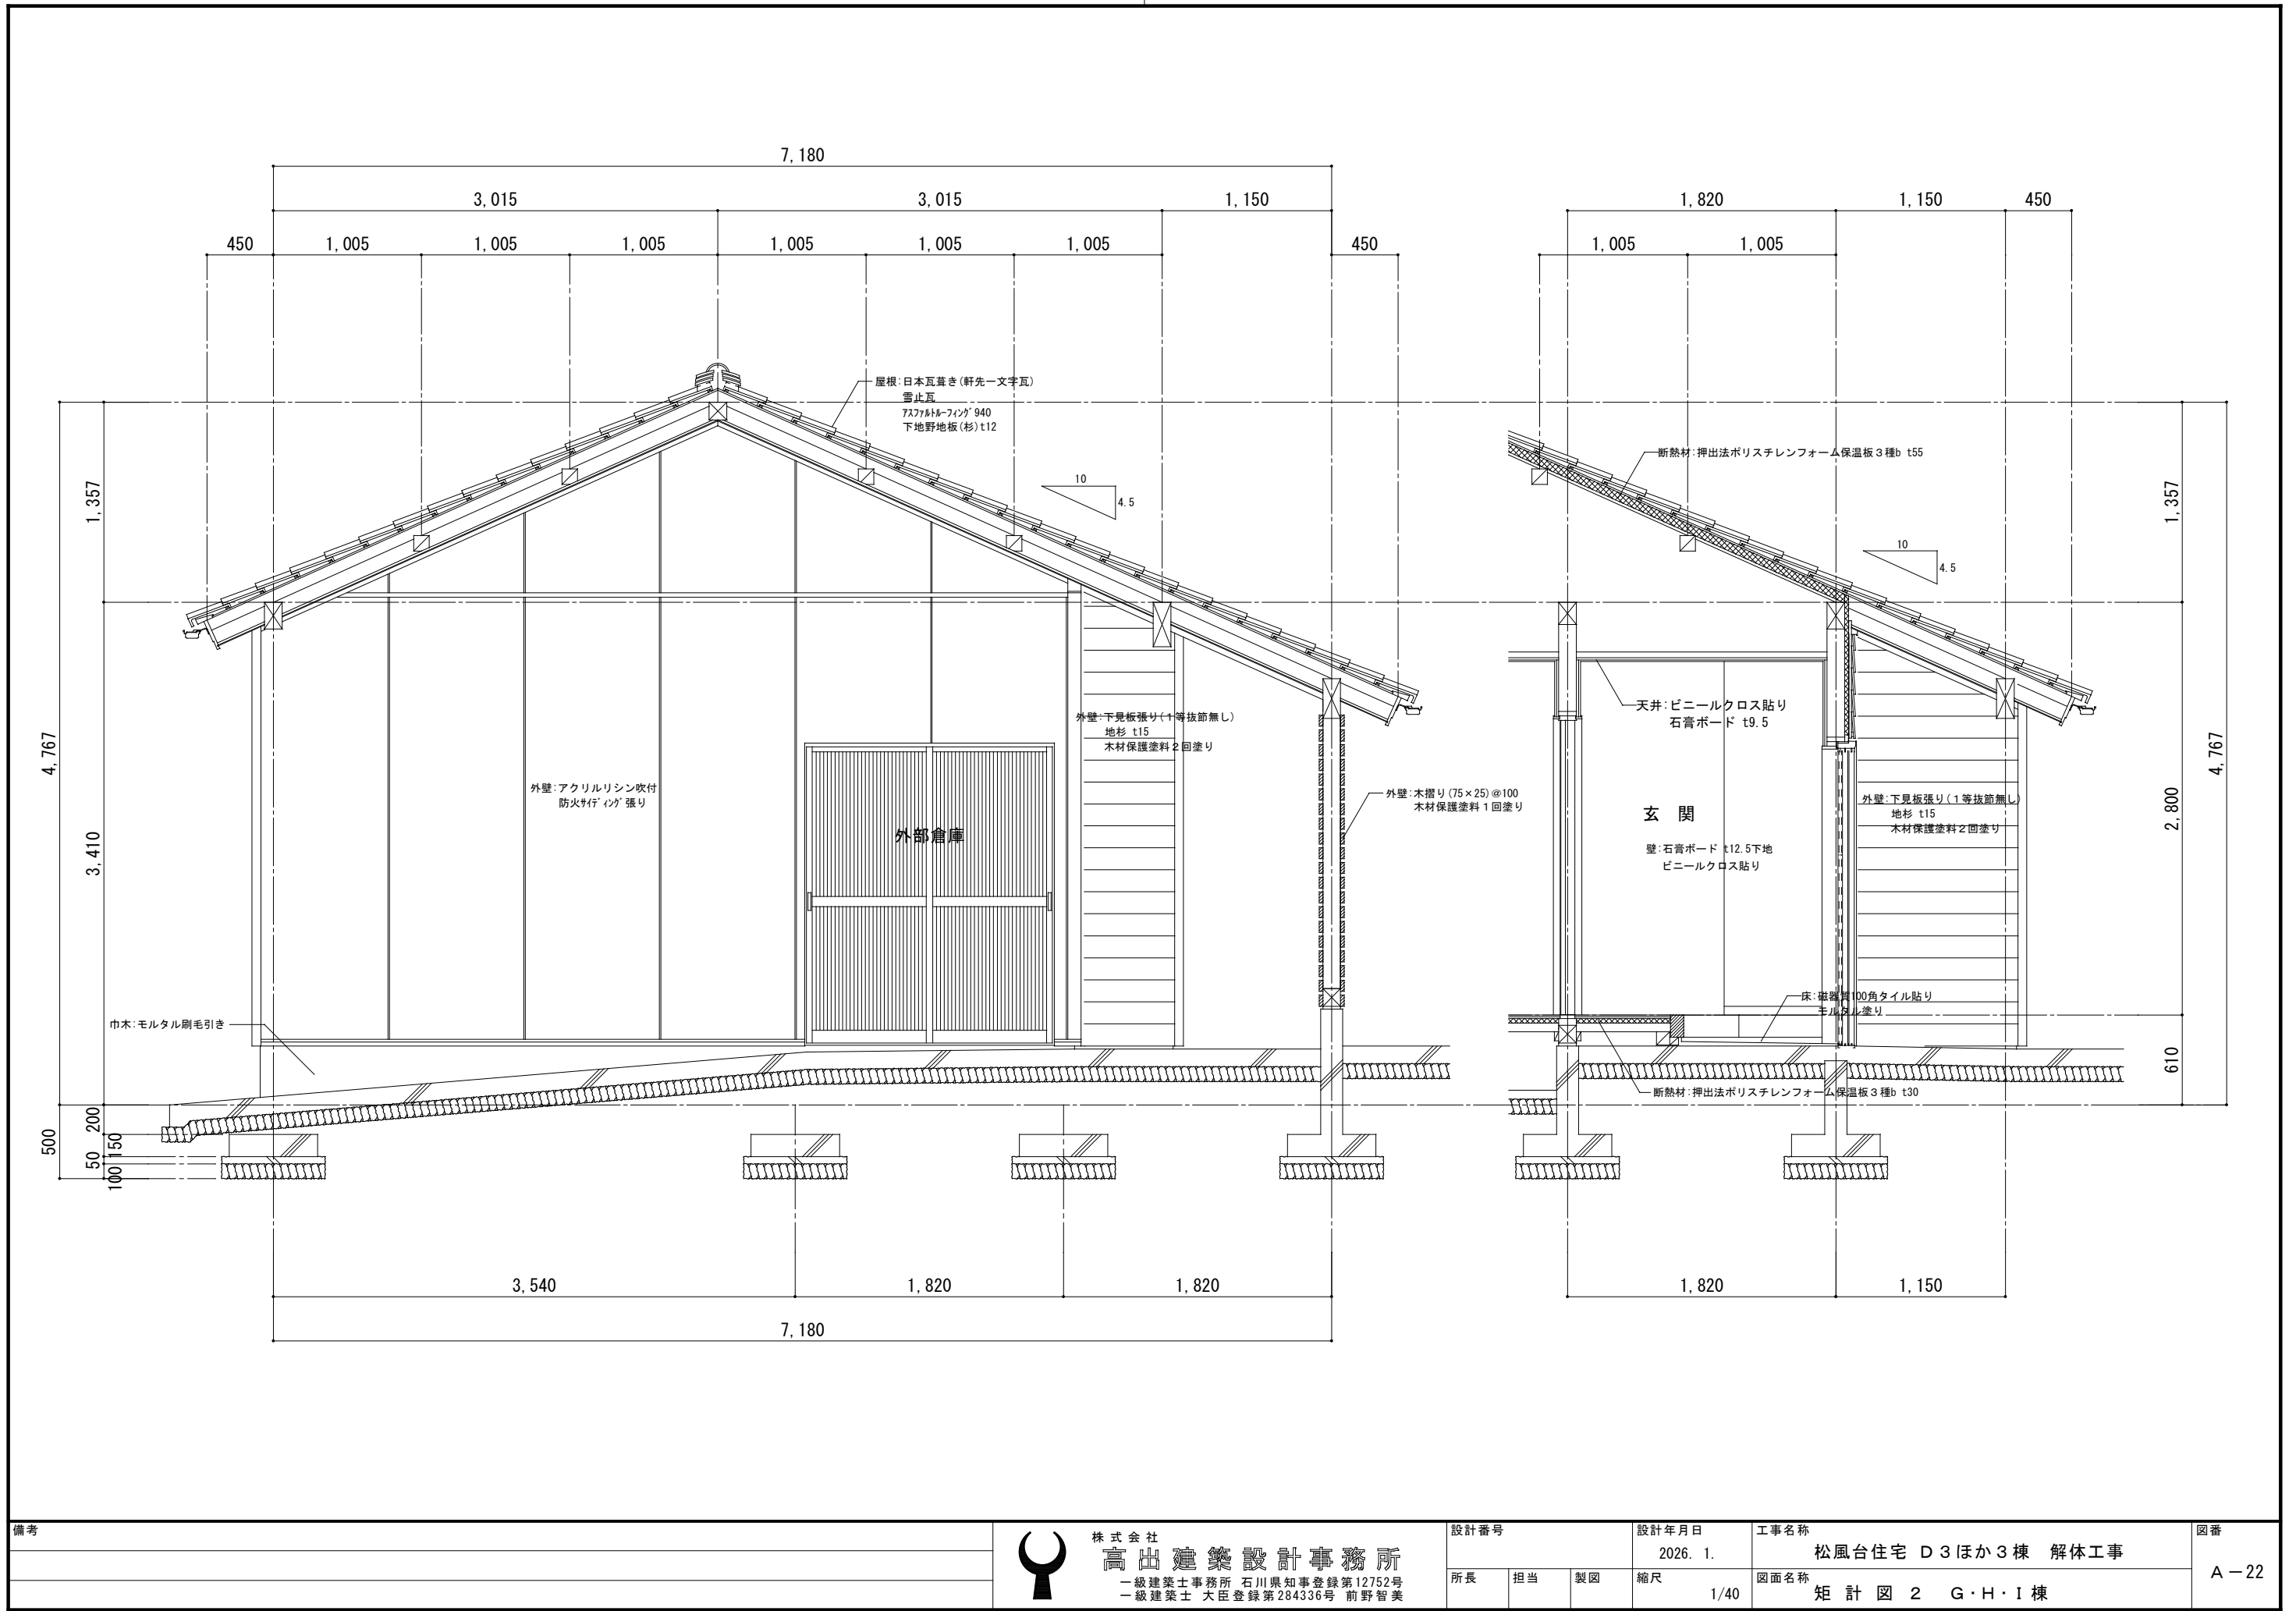 7,180
3,015 3,015 1,150
450 1,005 1,005 1,005 1,005 1,005 1,005 450
1,820 1,150 450
1,005 1,005
屋根:日本瓦葺き(軒先一文字瓦)
雪止瓦
ｱｽﾌｧﾙﾄﾙｰﾌｨﾝｸﾞ940
下地野地板(杉)t12
10
4.5
断熱材:押出法ポリスチレンフォーム保温板3種b t55
10
4.5
1,357
3,410
4,767
200
150
50
100
500
外壁:アクリルリシン吹付
防火ｻｲﾃﾞｨﾝｸﾞ張り
外部倉庫
外壁:下見板張り(1等抜節無し)
地杉 t15
木材保護塗料2回塗り
外壁:木摺り(75×25)@100
木材保護塗料1回塗り
巾木:モルタル刷毛引き
天井:ビニールクロス貼り
石膏ボード t9.5
玄 関
壁:石膏ボード t12.5下地
ビニールクロス貼り
外壁:下見板張り(1等抜節無し)
地杉 t15
木材保護塗料2回塗り
床:磁器質100角タイル貼り
モルタル塗り
断熱材:押出法ポリスチレンフォーム保温板3種b t30
1,357
2,800
610
4,767
3,540 1,820 1,820
7,180
1,820 1,150
備考
株式会社
高出建築設計事務所
一級建築士事務所 石川県知事登録第12752号
一級建築士 大臣登録第284336号 前野智美
設計番号
所長 担当 製図
設計年月日
2026. 1.
縮尺
1/40
工事名称
松風台住宅 D3ほか3棟 解体工事
図面名称
矩 計 図 2 G・H・I棟
図番
A-22